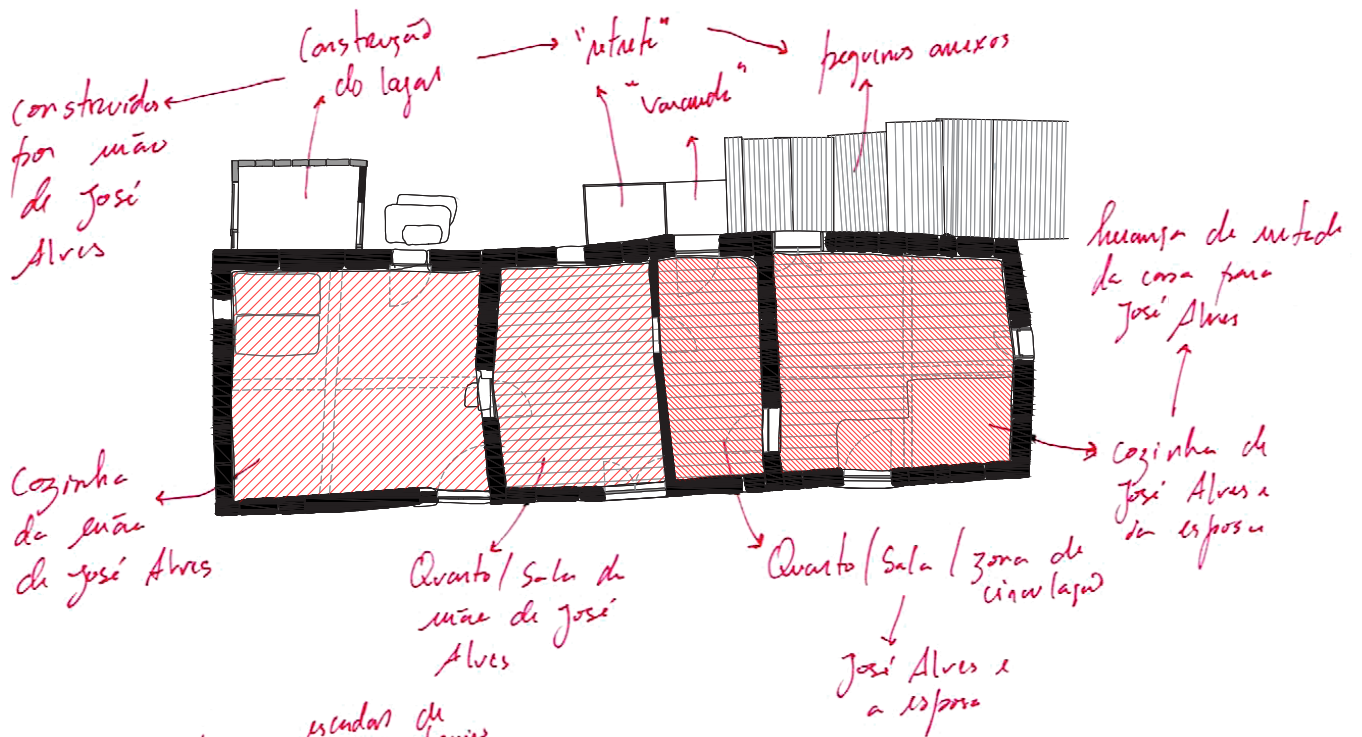 Construção
do lagar
"retrete"
"varanda"
pequenos anexos
construídos
por mão
de José
Alves
herança de metade
da casa para
José Alves
Cozinha
da mãe
de José Alves
Quarto/Sala da
mãe de José
Alves
Quarto/Sala/zona de
circulação
José Alves e
a esposa
cozinha de
José Alves e
da esposa
escadas de